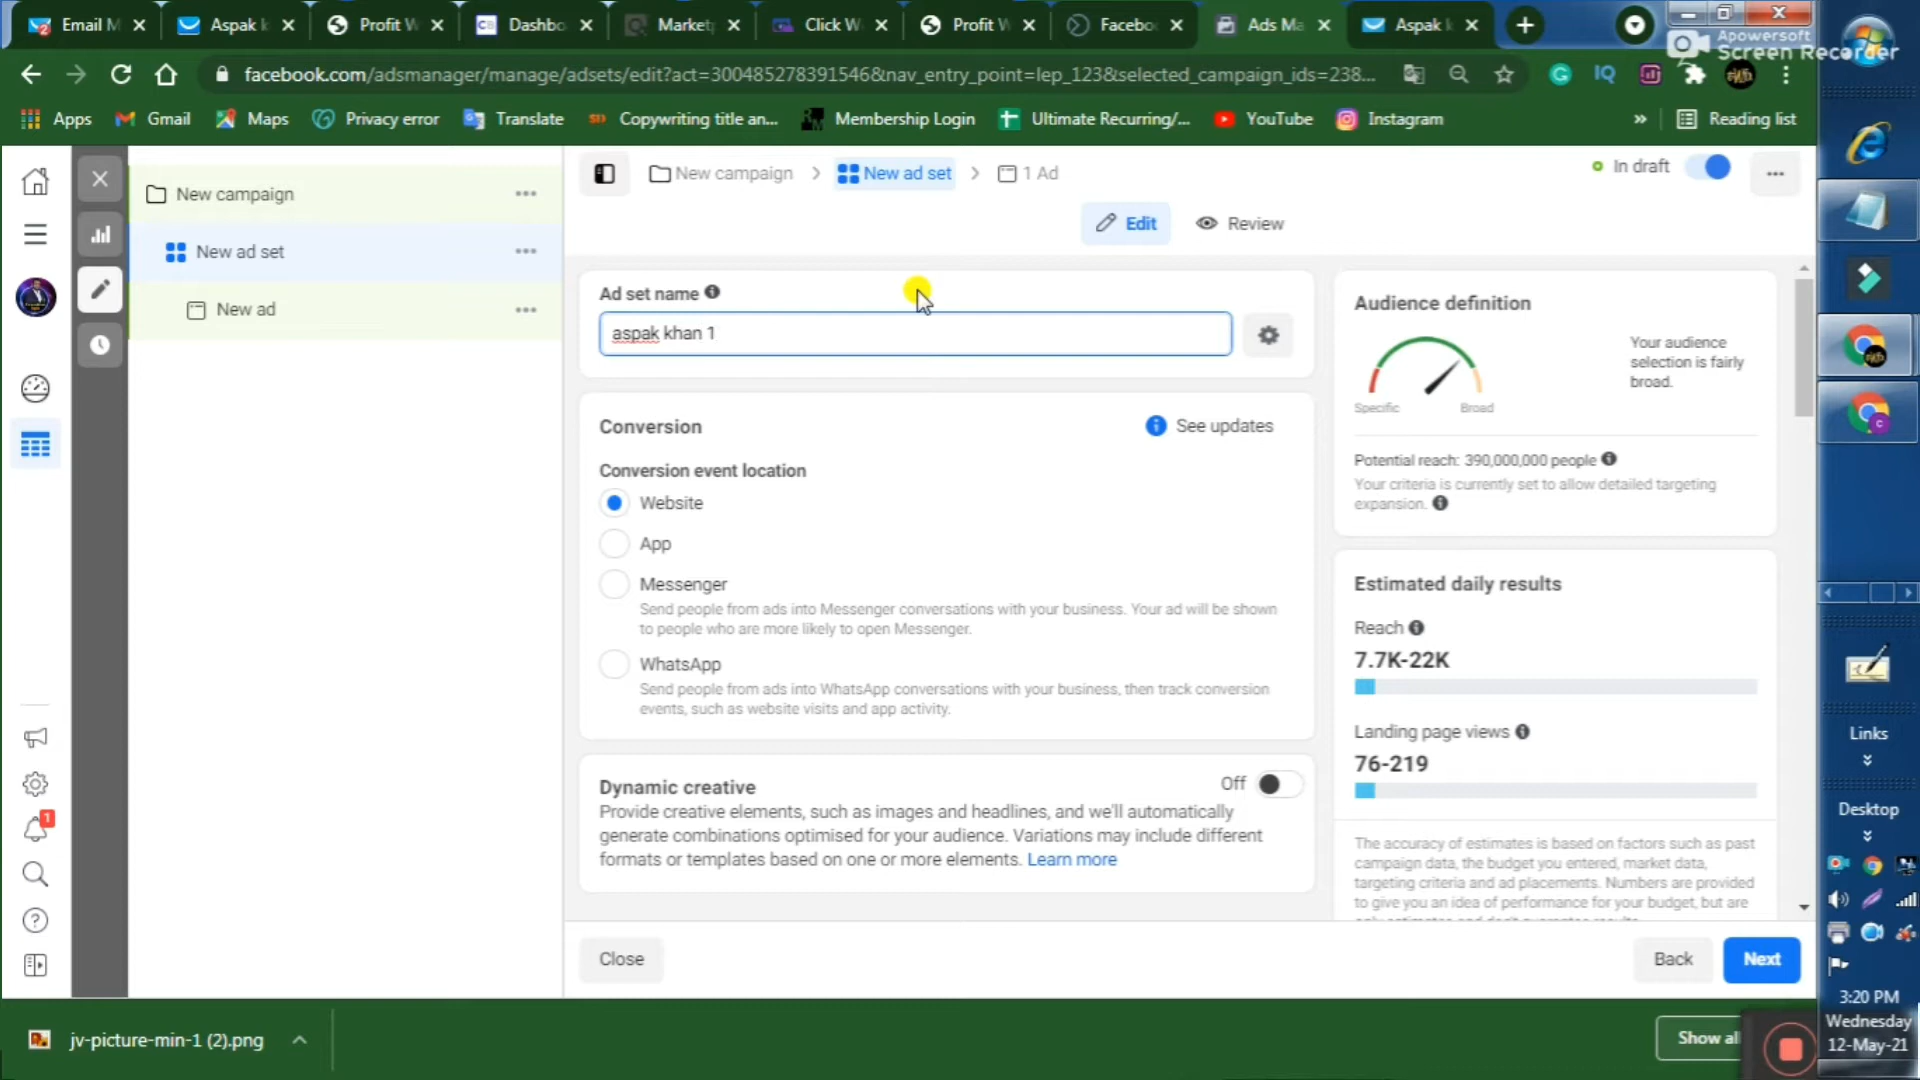 Email M
Aspak k
Profit W
Dashbo
Market
Click W
Profit W
Facebo
Ads Ma
Aspak k
Apowersoft
Screen Recorder
facebook.com/adsmanager/manage/adsets/edit?act=300485278391546&nav_entry_point=lep_123&selected_campaign_ids=238...
IQ
Apps
Gmail
Maps
Privacy error
Translate
Copywriting title an...
Membership Login
Ultimate Recurring/...
YouTube
Instagram
»
Reading list
New campaign
New ad set
New ad
New campaign
New ad set
1 Ad
In draft
Edit
Review
Ad set name
aspak khan 1
Conversion
See updates
Conversion event location
Website
App
Messenger
Send people from ads into Messenger conversations with your business. Your ad will be shown
to people who are more likely to open Messenger.
WhatsApp
Send people from ads into WhatsApp conversations with your business, then track conversion
events, such as website visits and app activity.
Dynamic creative
Off
Provide creative elements, such as images and headlines, and we'll automatically
generate combinations optimised for your audience. Variations may include different
formats or templates based on one or more elements. Learn more
Audience definition
Your audience
selection is fairly
broad.
Specific
Broad
Potential reach: 390,000,000 people
Your criteria is currently set to allow detailed targeting
expansion.
Estimated daily results
Reach
7.7K-22K
Landing page views
76-219
The accuracy of estimates is based on factors such as past
campaign data, the budget you entered, market data,
targeting criteria and ad placements. Numbers are provided
to give you an idea of performance for your budget, but are
only estimates and don't guarantee results.
Close
Back
Next
1
Links
Desktop
3:20 PM
Wednesday
12-May-21
jv-picture-min-1 (2).png
Show al